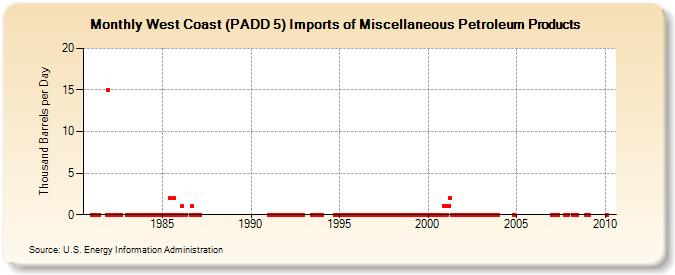 Monthly West Coast (PADD 5) Imports of Miscellaneous Petroleum Products
Thousand Barrels per Day
20
15
10
5
0
1985 1990 1995 2000 2005 2010
Source: U.S. Energy Information Administration